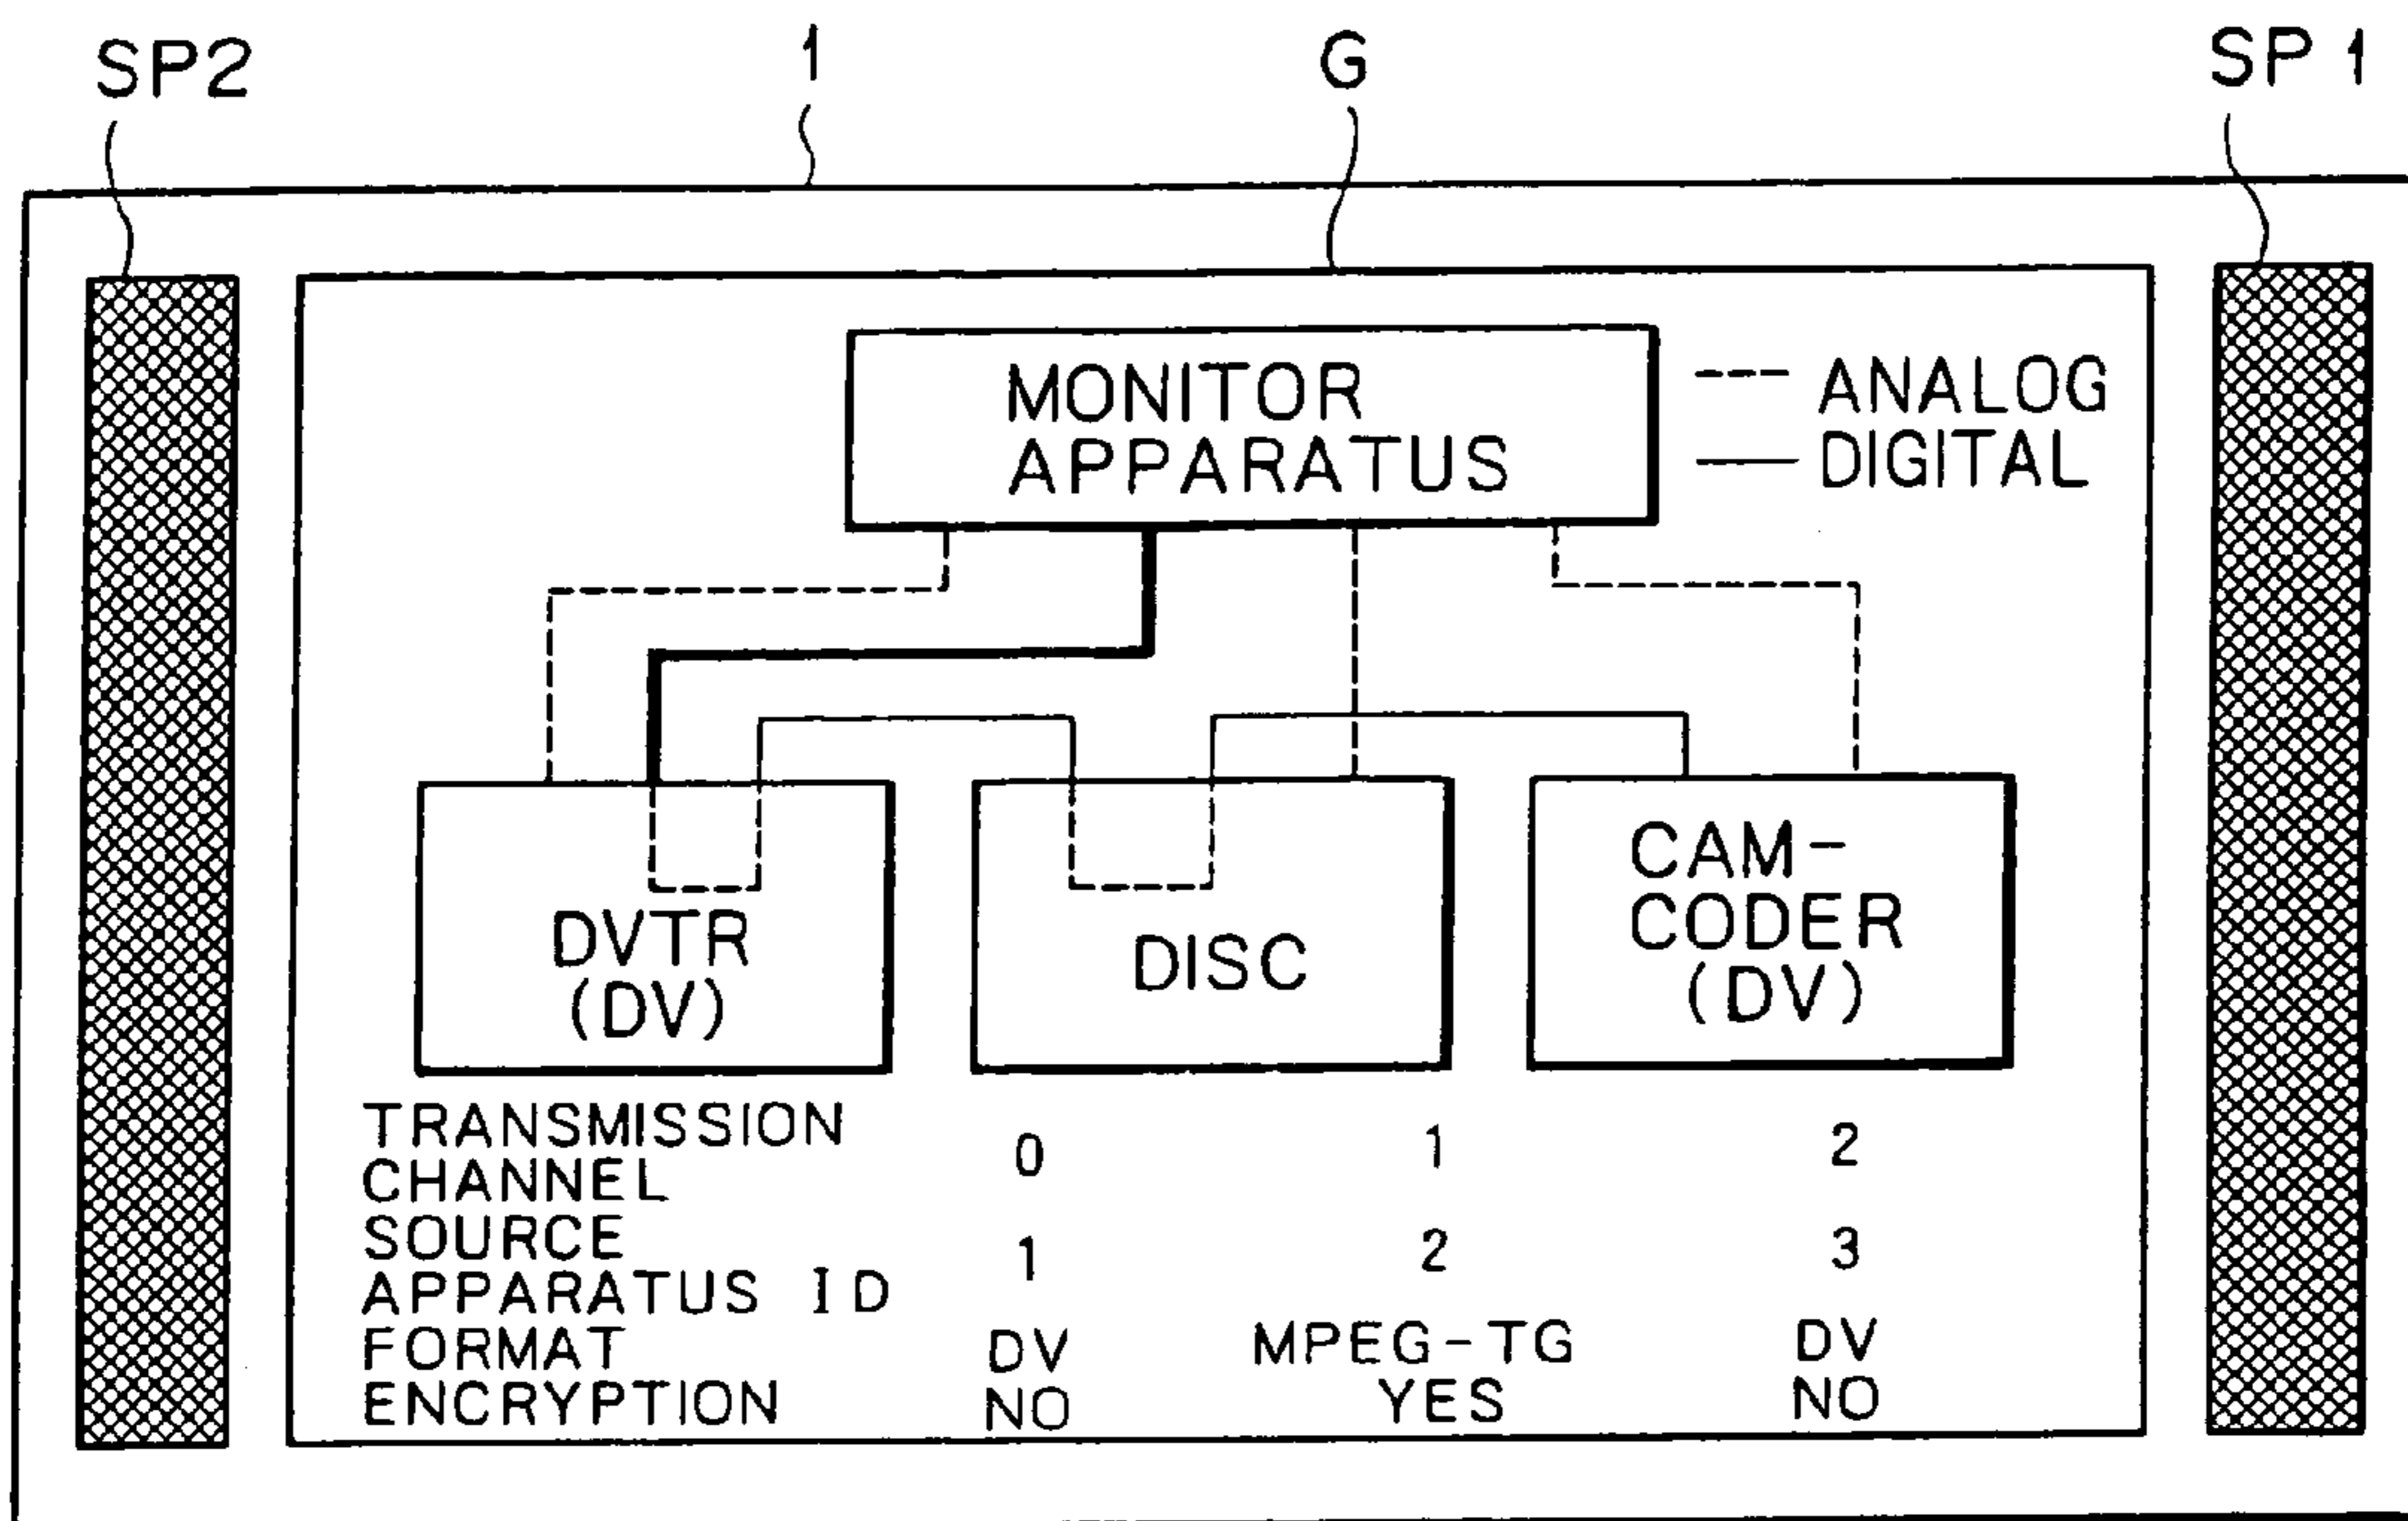 SP2 1 G SP 1
MONITOR
APPARATUS
--- ANALOG
— DIGITAL
DVTR
(DV)
DISC
CAM-
CODER
(DV)
TRANSMISSION
CHANNEL 0 1 2
SOURCE
APPARATUS ID 1 2 3
FORMAT DV MPEG-TG DV
ENCRYPTION NO YES NO